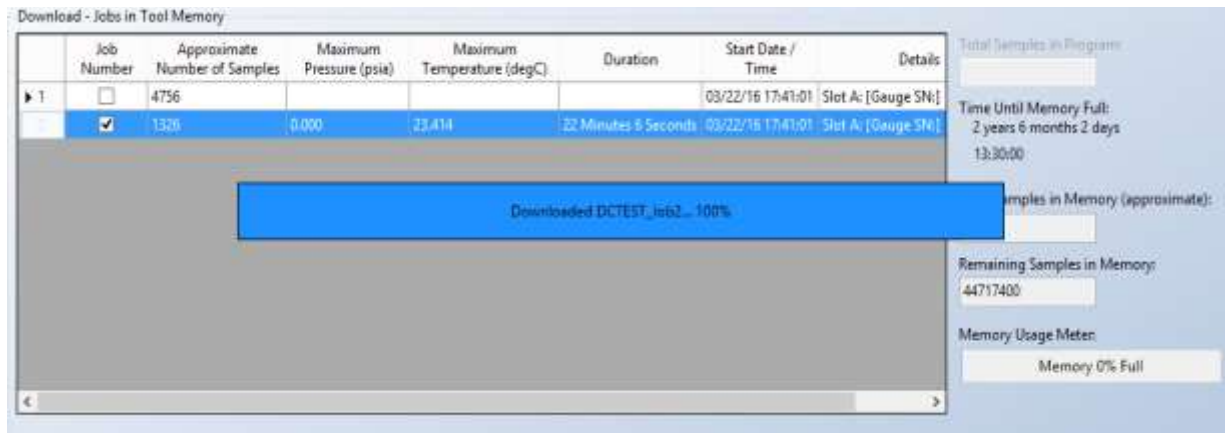 Download - Jobs in Tool Memory
Job Number Approximate Number of Samples Maximum Pressure (psia) Maximum Temperature (degC) Duration Start Date / Time Details
1 4756 03/22/16 17:41:01 Slot A: [Gauge SN:]
1326 0.000 23.414 22 Minutes 6 Seconds 03/22/16 17:41:01 Slot A: [Gauge SN:]
Downloaded DCTEST_Job2... 100%
Total Samples in Program:
Time Until Memory Full:
2 years 6 months 2 days
13:30:00
Samples in Memory (approximate):
Remaining Samples in Memory:
44717400
Memory Usage Meter:
Memory 0% Full